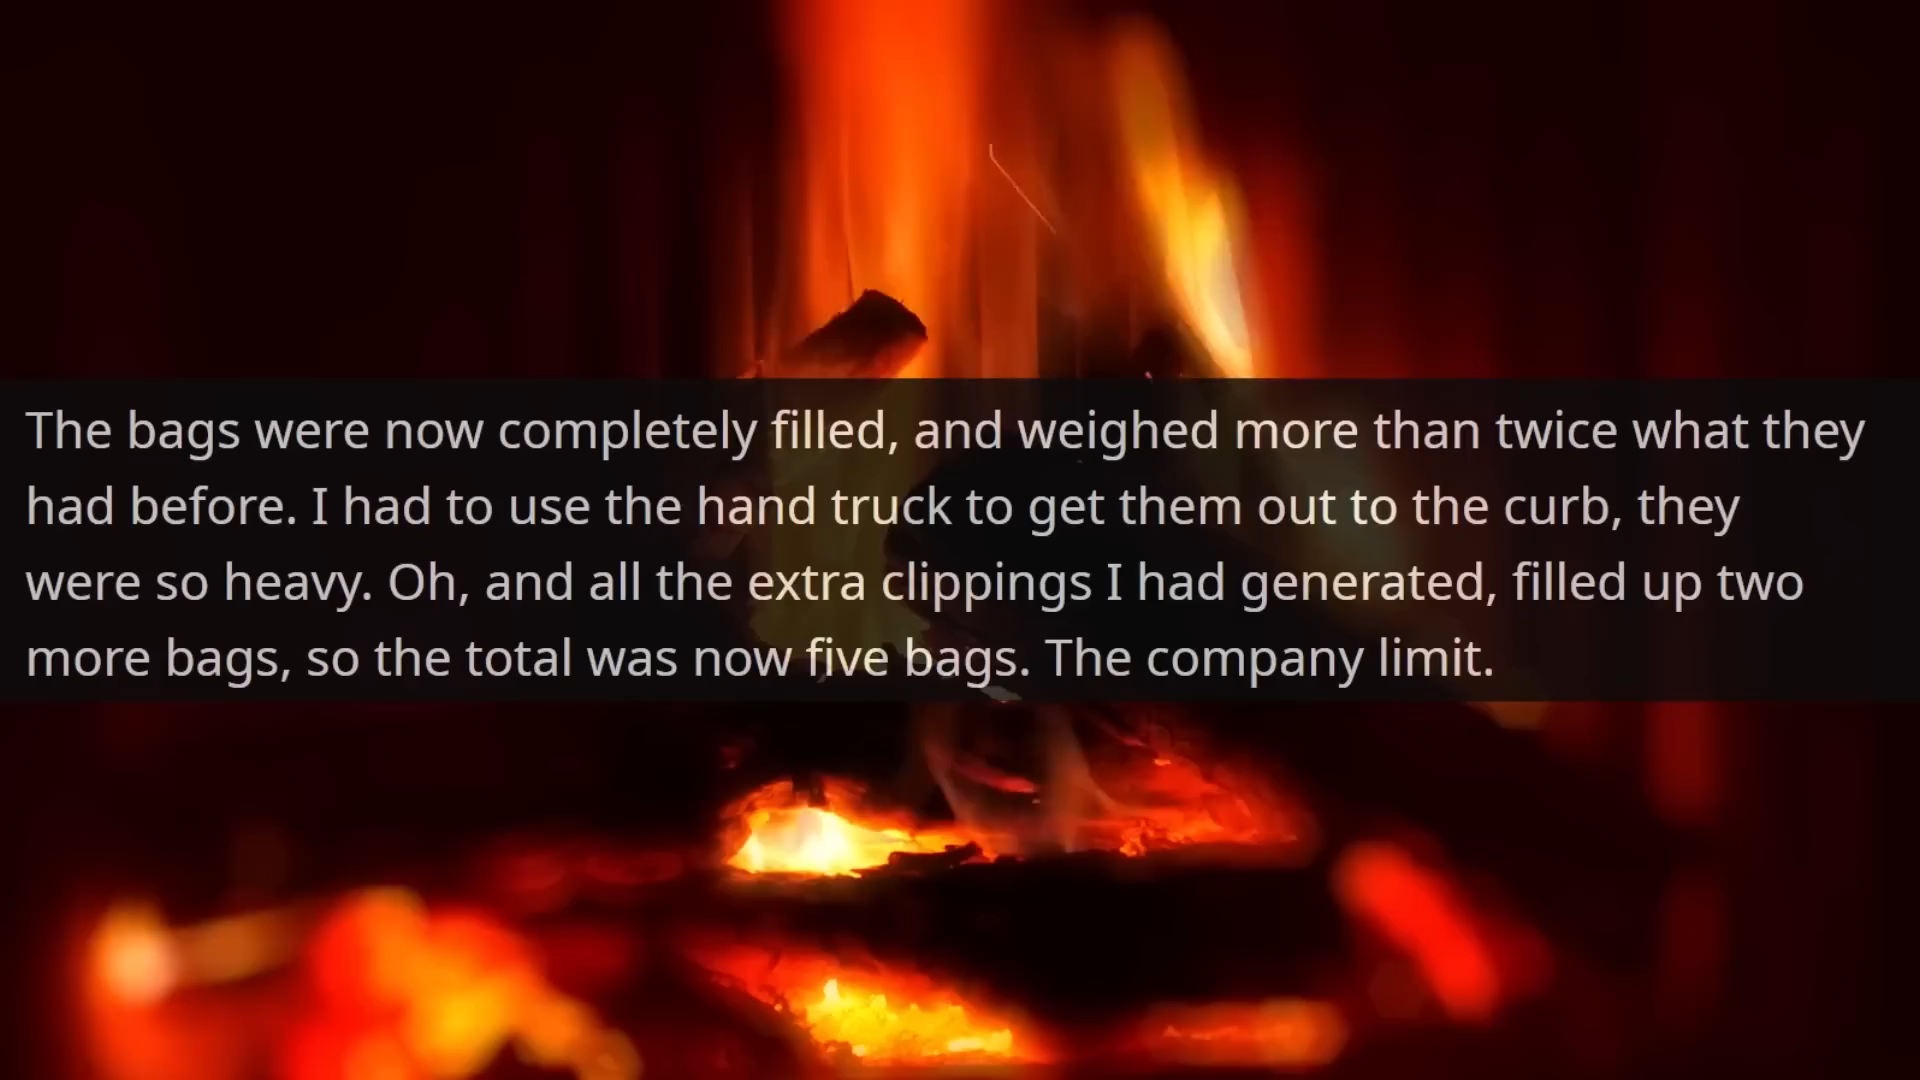 The bags were now completely filled, and weighed more than twice what they
had before. I had to use the hand truck to get them out to the curb, they
were so heavy. Oh, and all the extra clippings I had generated, filled up two
more bags, so the total was now five bags. The company limit.